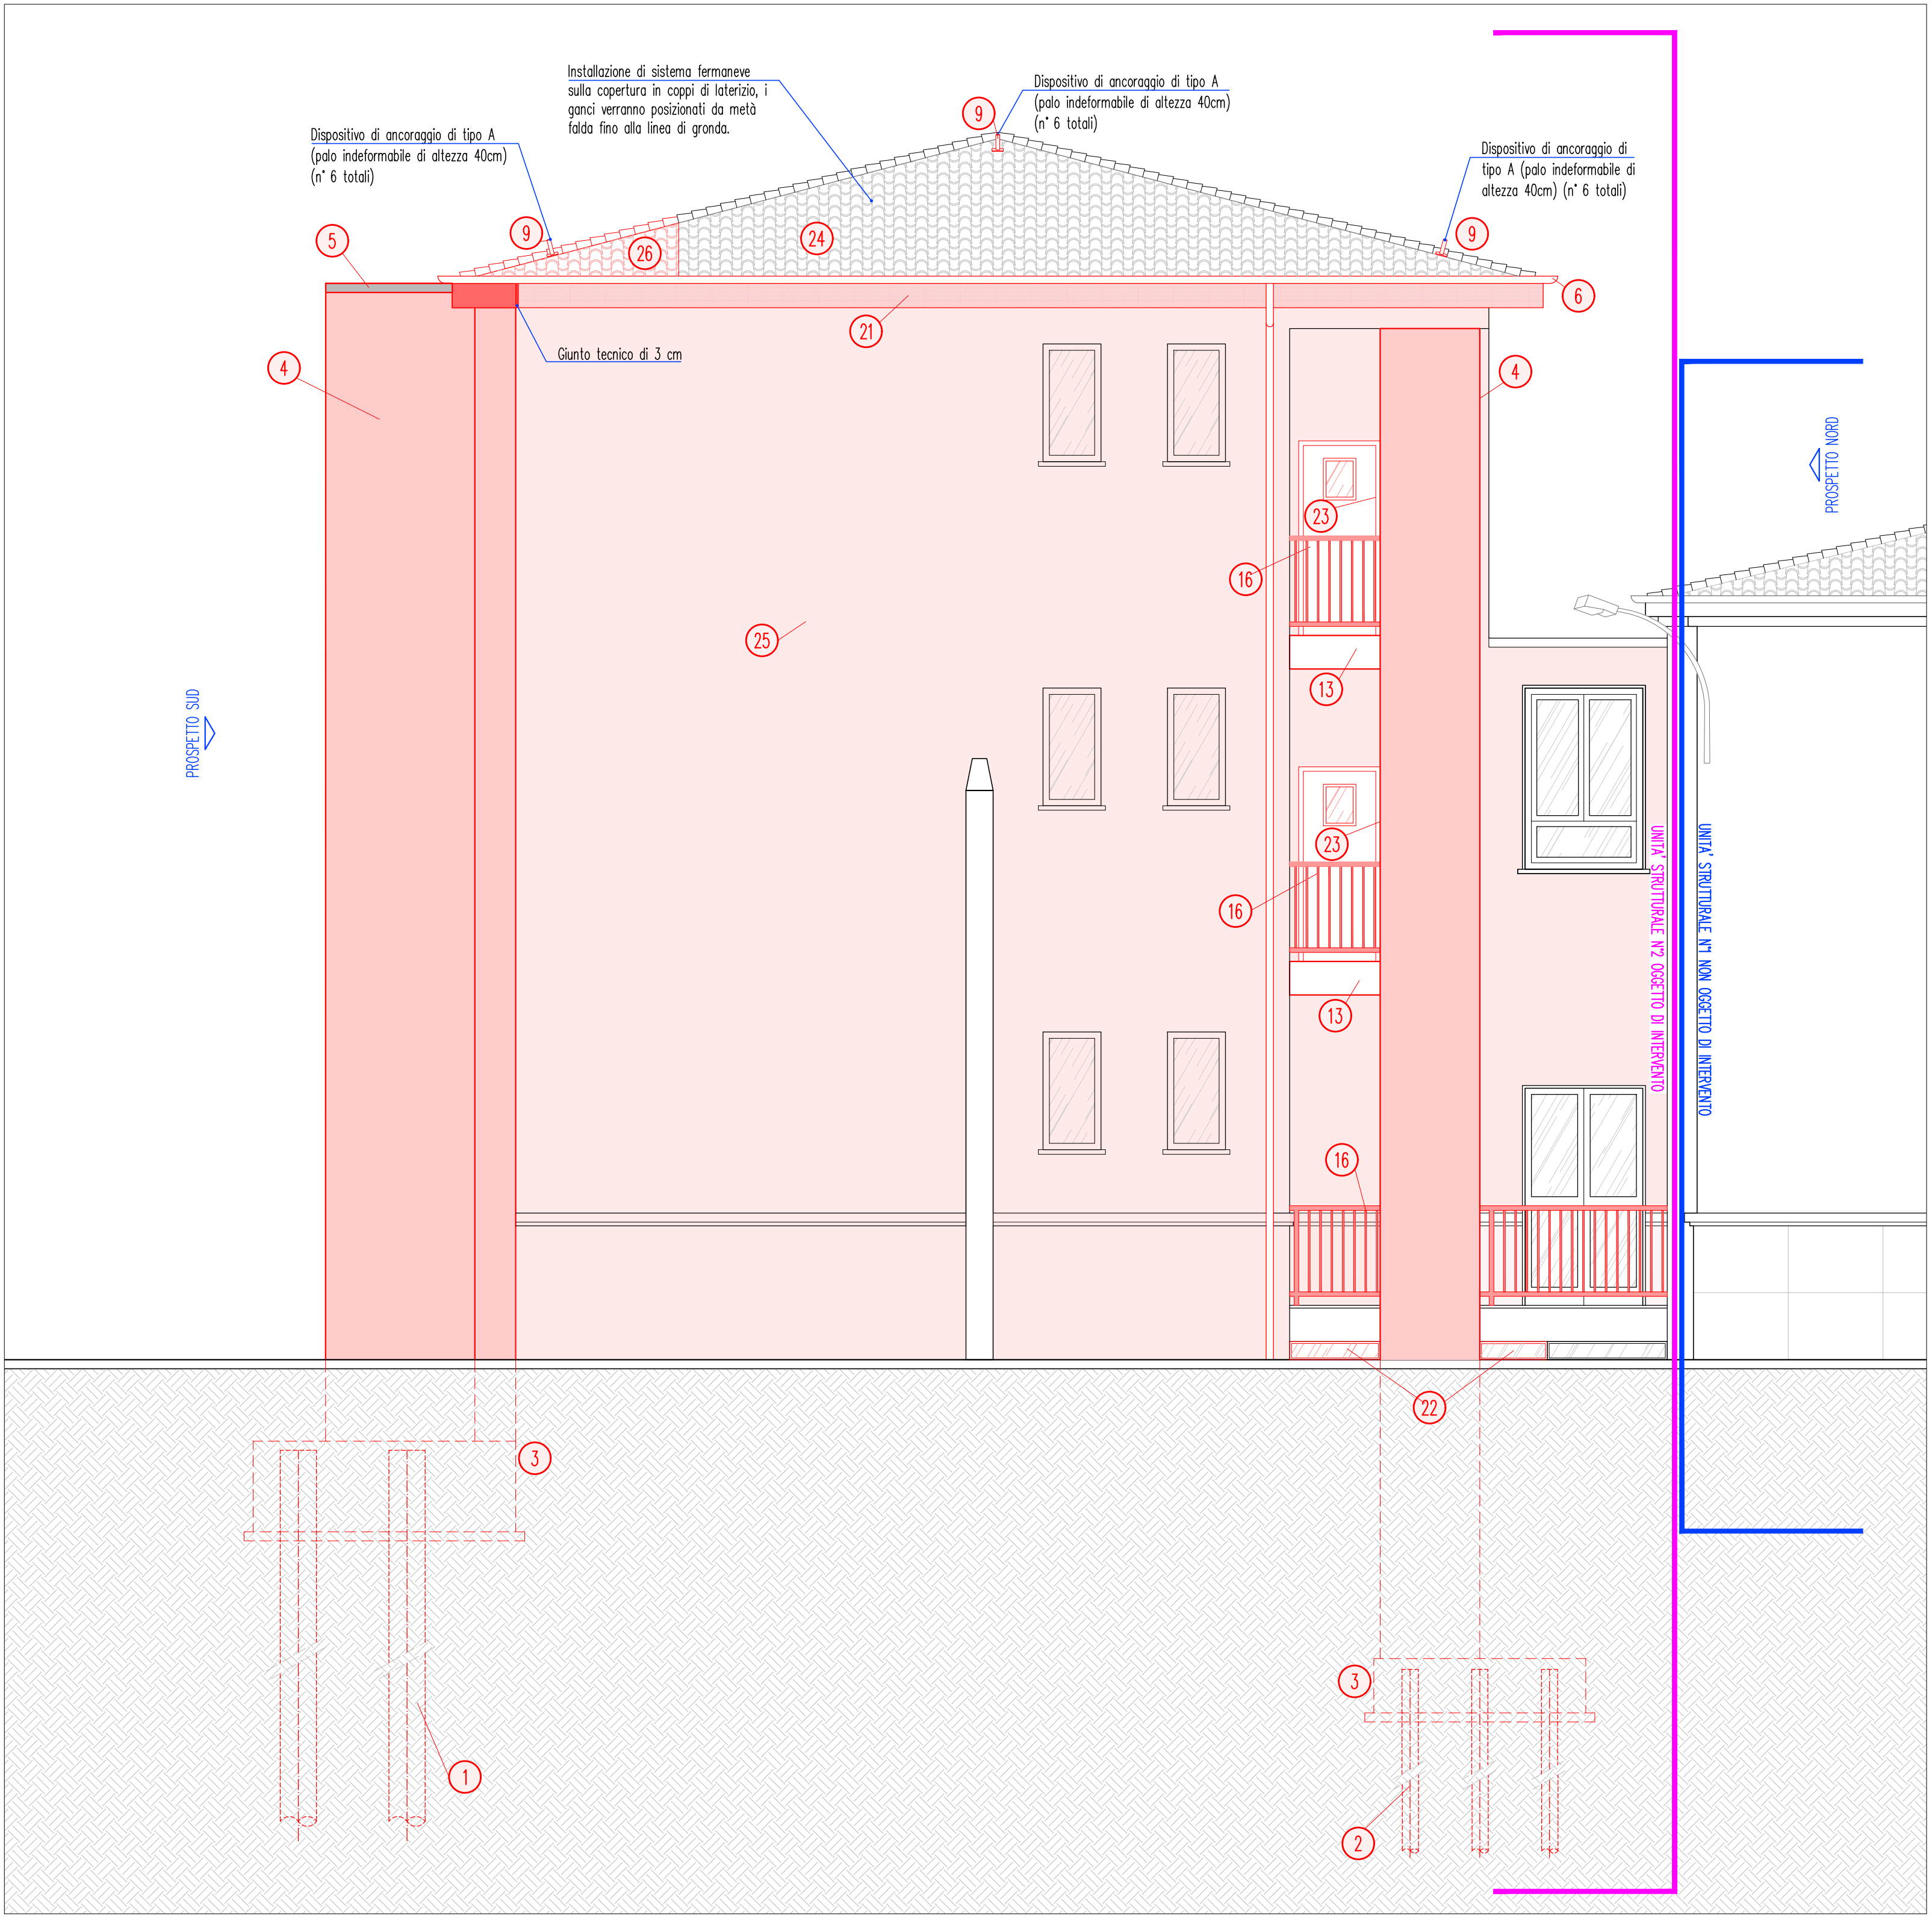 Installazione di sistema fermaneve
sulla copertura in coppi di laterizio, i
ganci verranno posizionati da metà
falda fino alla linea di gronda.
Dispositivo di ancoraggio di tipo A
(palo indeformabile di altezza 40cm)
(n° 6 totali)
9
Dispositivo di ancoraggio di tipo A
(palo indeformabile di altezza 40cm)
(n° 6 totali)
Dispositivo di ancoraggio di
tipo A (palo indeformabile di
altezza 40cm) (n° 6 totali)
5
9
26
24
9
6
21
Giunto tecnico di 3 cm
4
4
PROSPETTO NORD
23
16
25
13
PROSPETTO SUD
23
16
13
UNITA' STRUTTURALE N°2 OGGETTO DI INTERVENTO
UNITA' STRUTTURALE N°1 NON OGGETTO DI INTERVENTO
16
22
3
3
1
2